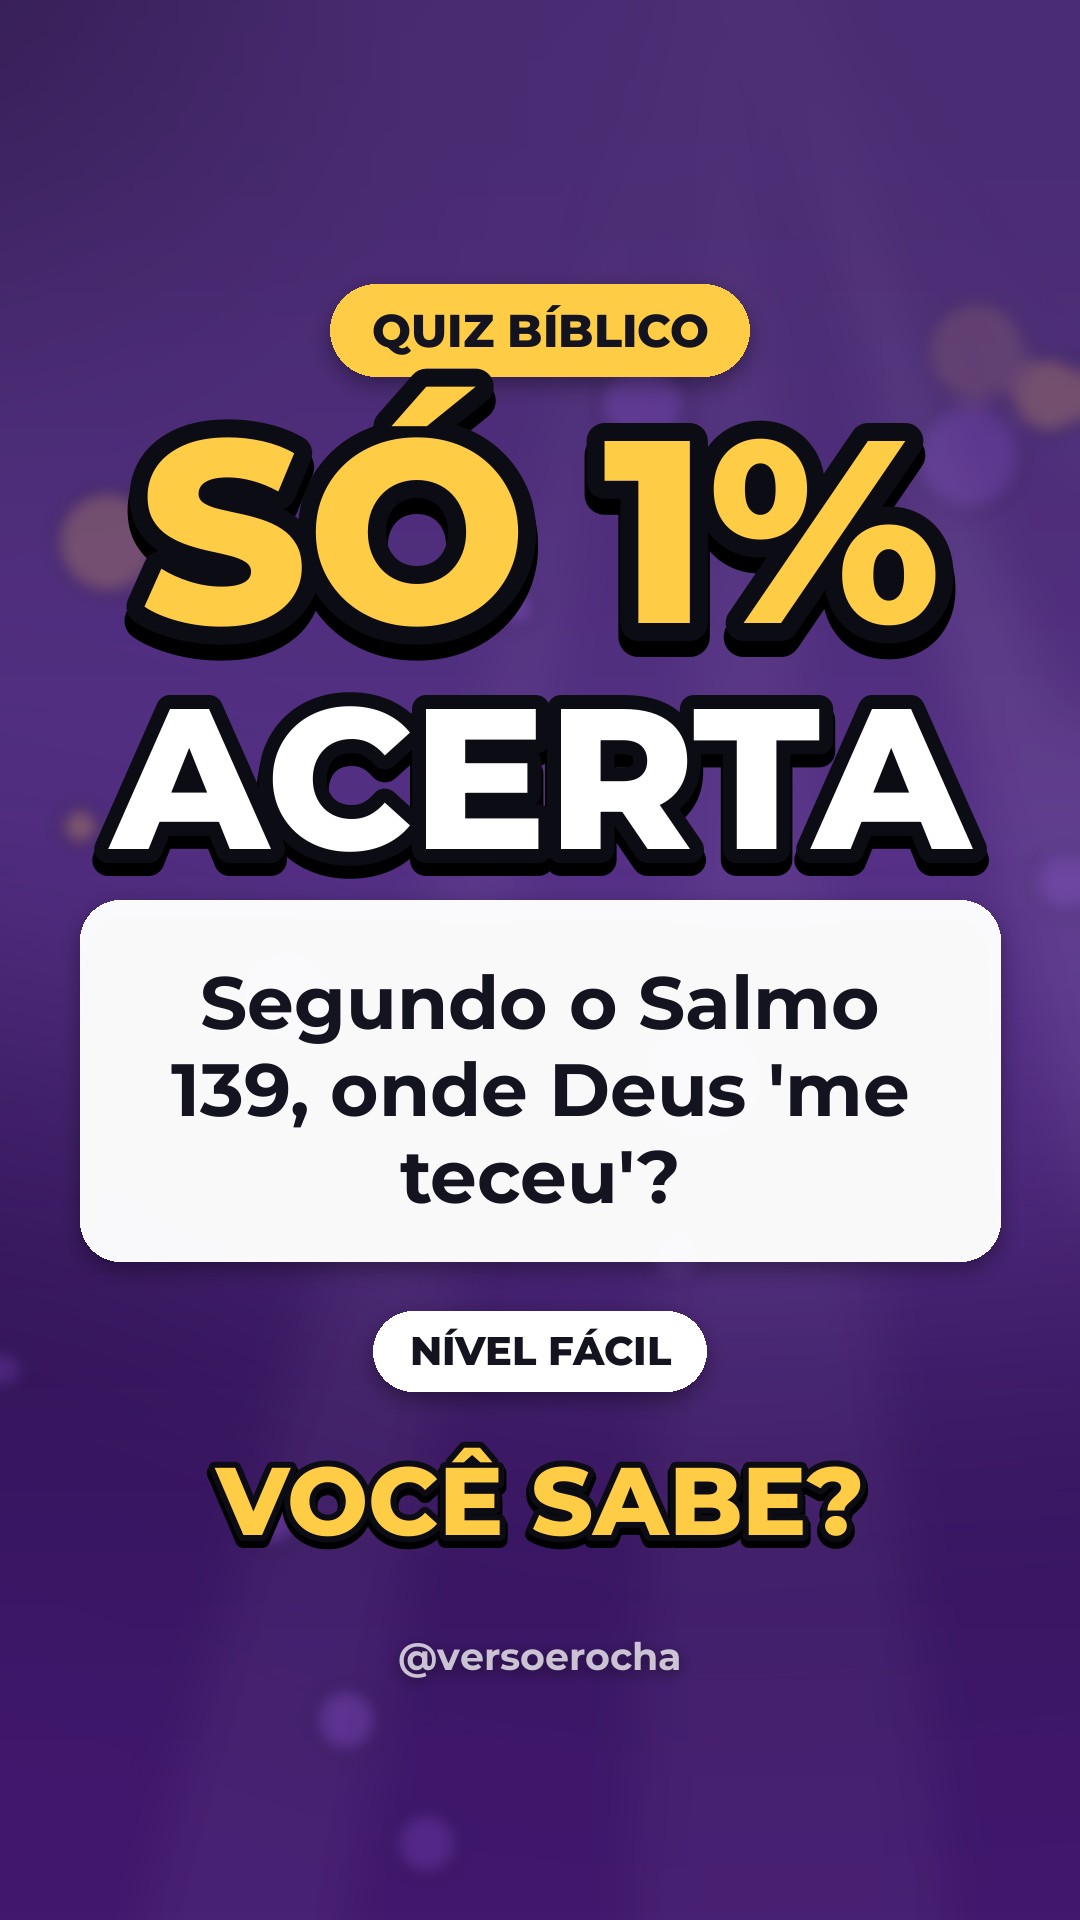 QUIZ BÍBLICO
SÓ 1%
ACERTA
Segundo o Salmo
139, onde Deus 'me
teceu'?
NÍVEL FÁCIL
VOCÊ SABE?
@versoerocha